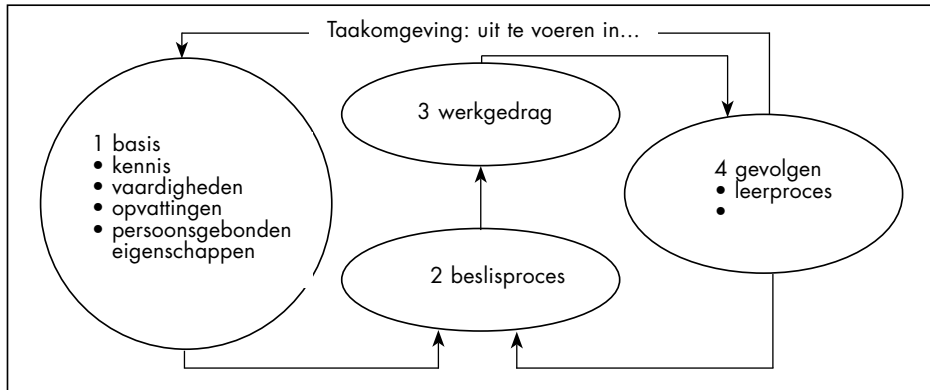 Taakomgeving: uit te voeren in...
1 basis
• kennis
• vaardigheden
• opvattingen
• persoonsgebonden
eigenschappen
3 werkgedrag
2 beslisproces
4 gevolgen
• leerproces
•